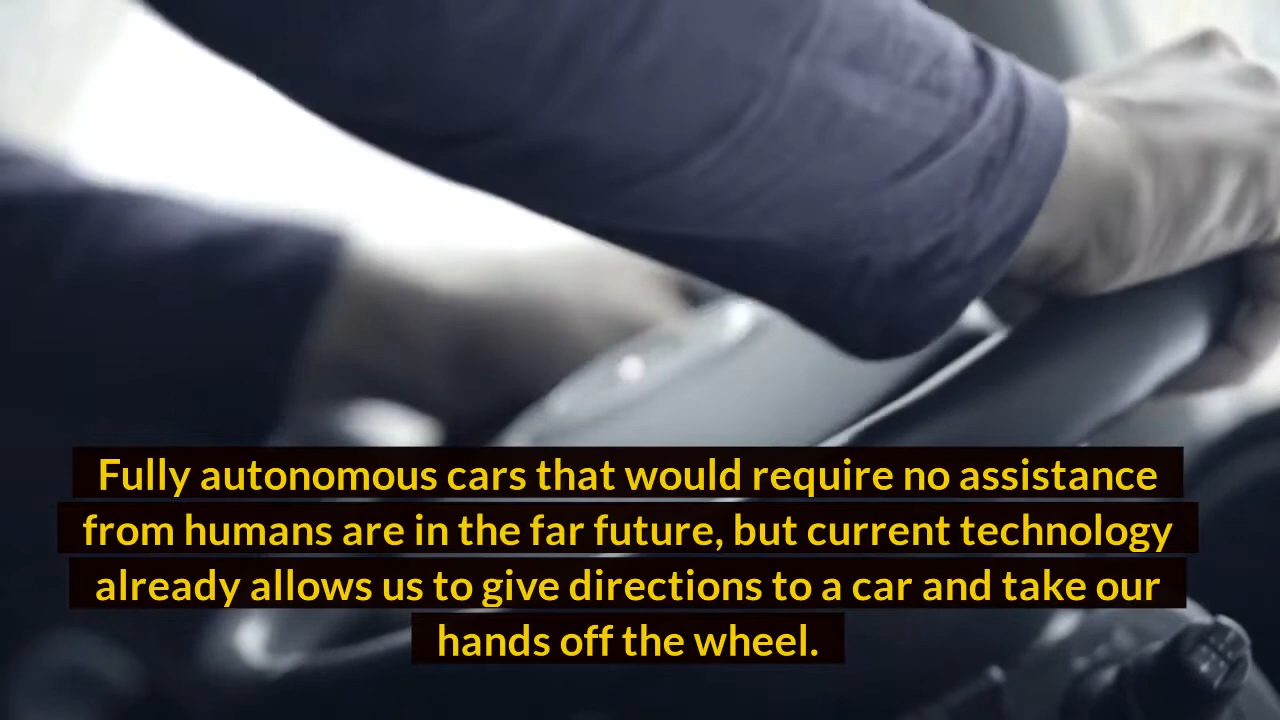 Fully autonomous cars that would require no assistance
from humans are in the far future, but current technology
already allows us to give directions to a car and take our
hands off the wheel.